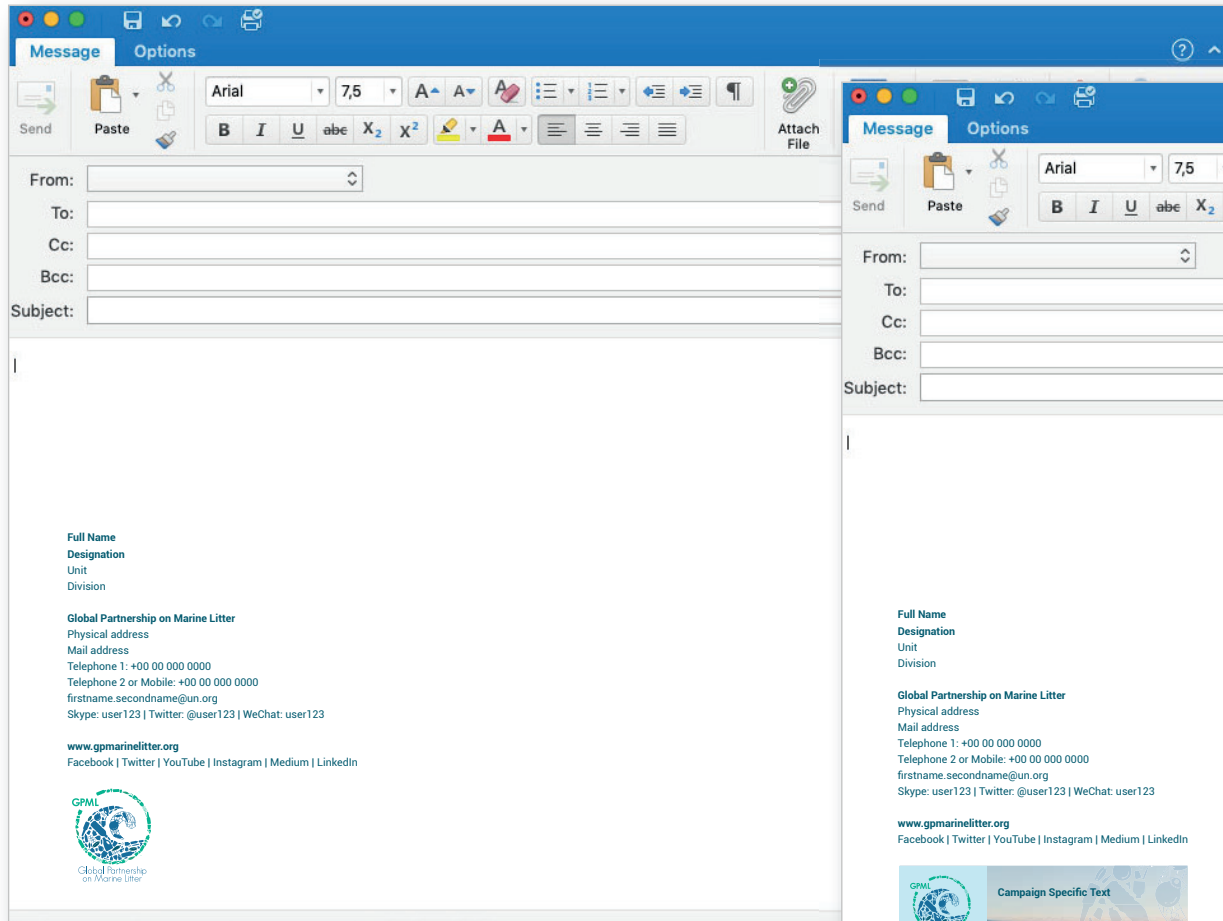 Message Options
Send
Paste
Arial
7,5
A A
B I U abc X₂ X² A
Attach
File
From:
To:
Cc:
Bcc:
Subject:
Full Name
Designation
Unit
Division
Global Partnership on Marine Litter
Physical address
Mail address
Telephone 1: +00 00 000 0000
Telephone 2 or Mobile: +00 00 000 0000
firstname.secondname@un.org
Skype: user123 | Twitter: @user123 | WeChat: user123
www.gpmarinelitter.org
Facebook | Twitter | YouTube | Instagram | Medium | LinkedIn
GPML
Global Partnership
on Marine Litter
Message Options
Send
Paste
Arial
7,5
B I U abc X₂
From:
To:
Cc:
Bcc:
Subject:
Full Name
Designation
Unit
Division
Global Partnership on Marine Litter
Physical address
Mail address
Telephone 1: +00 00 000 0000
Telephone 2 or Mobile: +00 00 000 0000
firstname.secondname@un.org
Skype: user123 | Twitter: @user123 | WeChat: user123
www.gpmarinelitter.org
Facebook | Twitter | YouTube | Instagram | Medium | LinkedIn
GPML
Campaign Specific Text